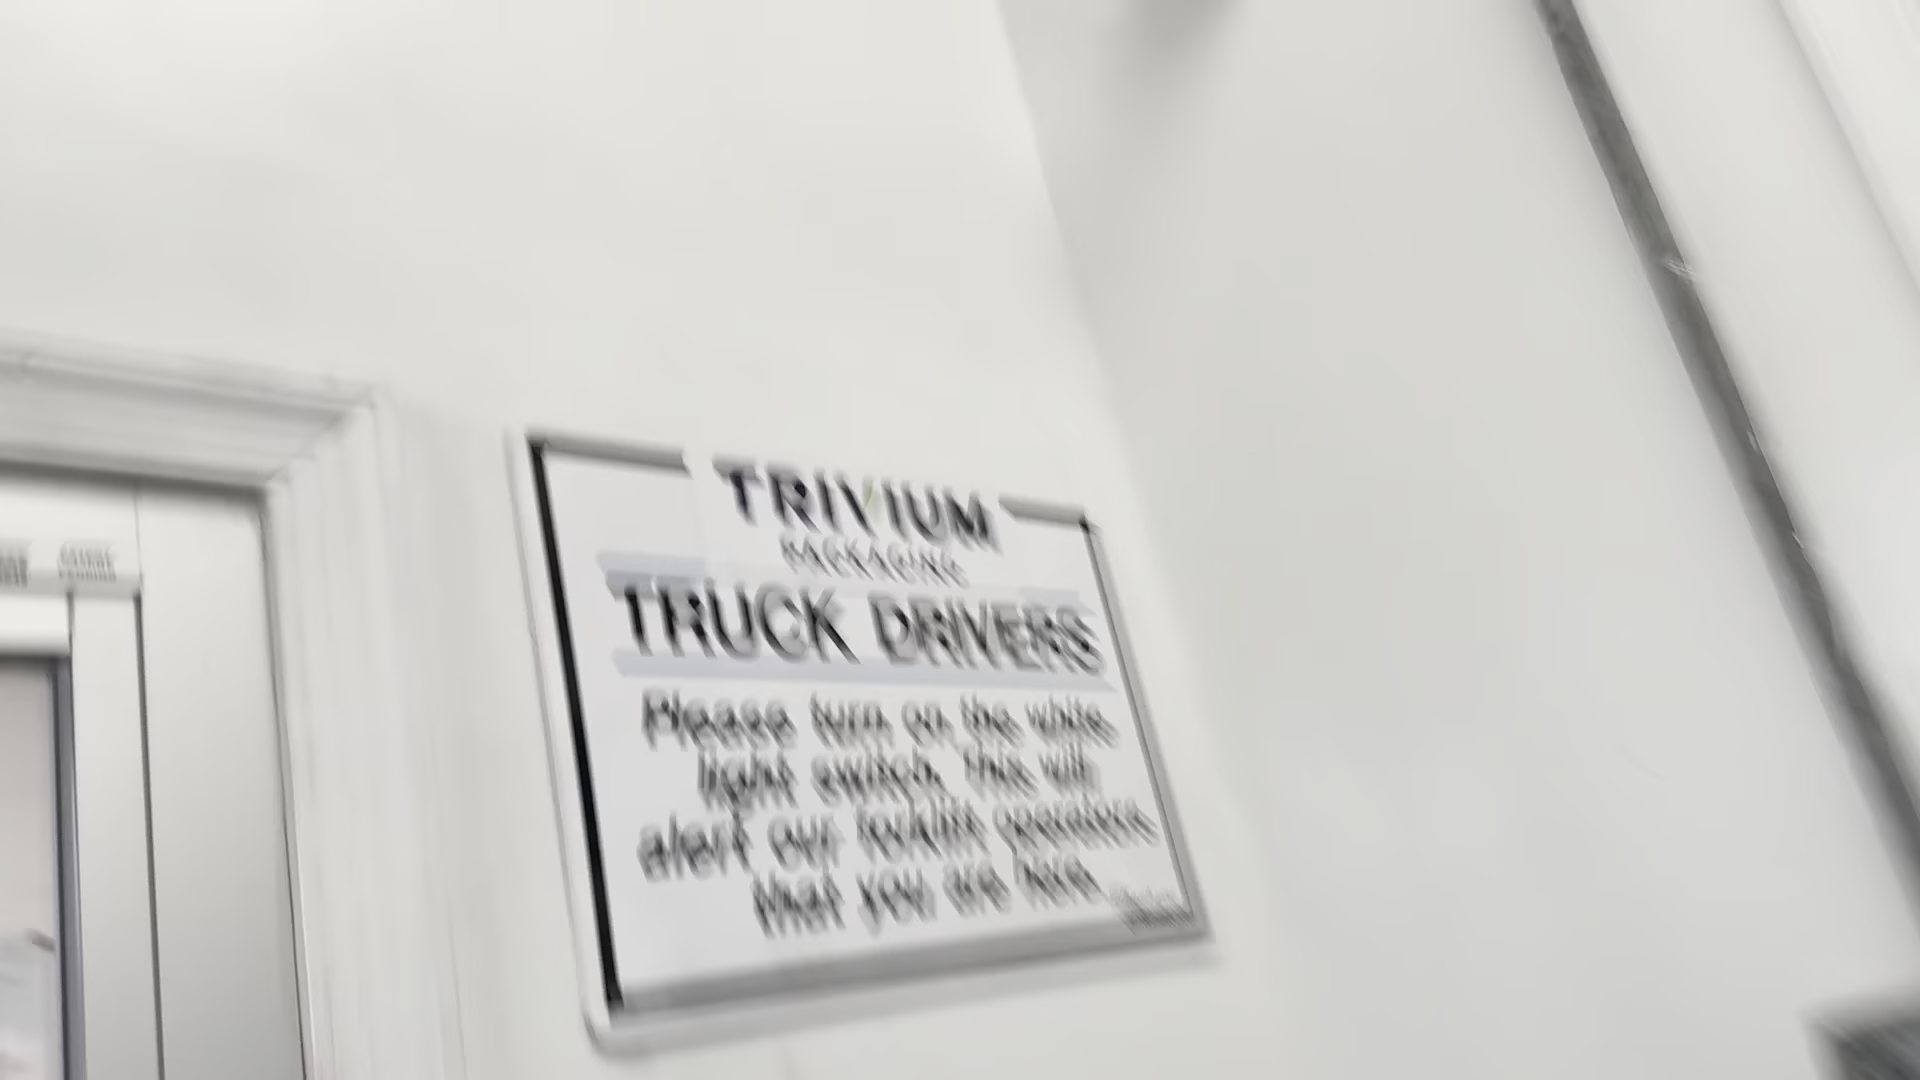 TRIVIUM
PACKAGING
TRUCK DRIVERS
Please turn on the white
light switch, this will
alert our forklift operators
that you are here.